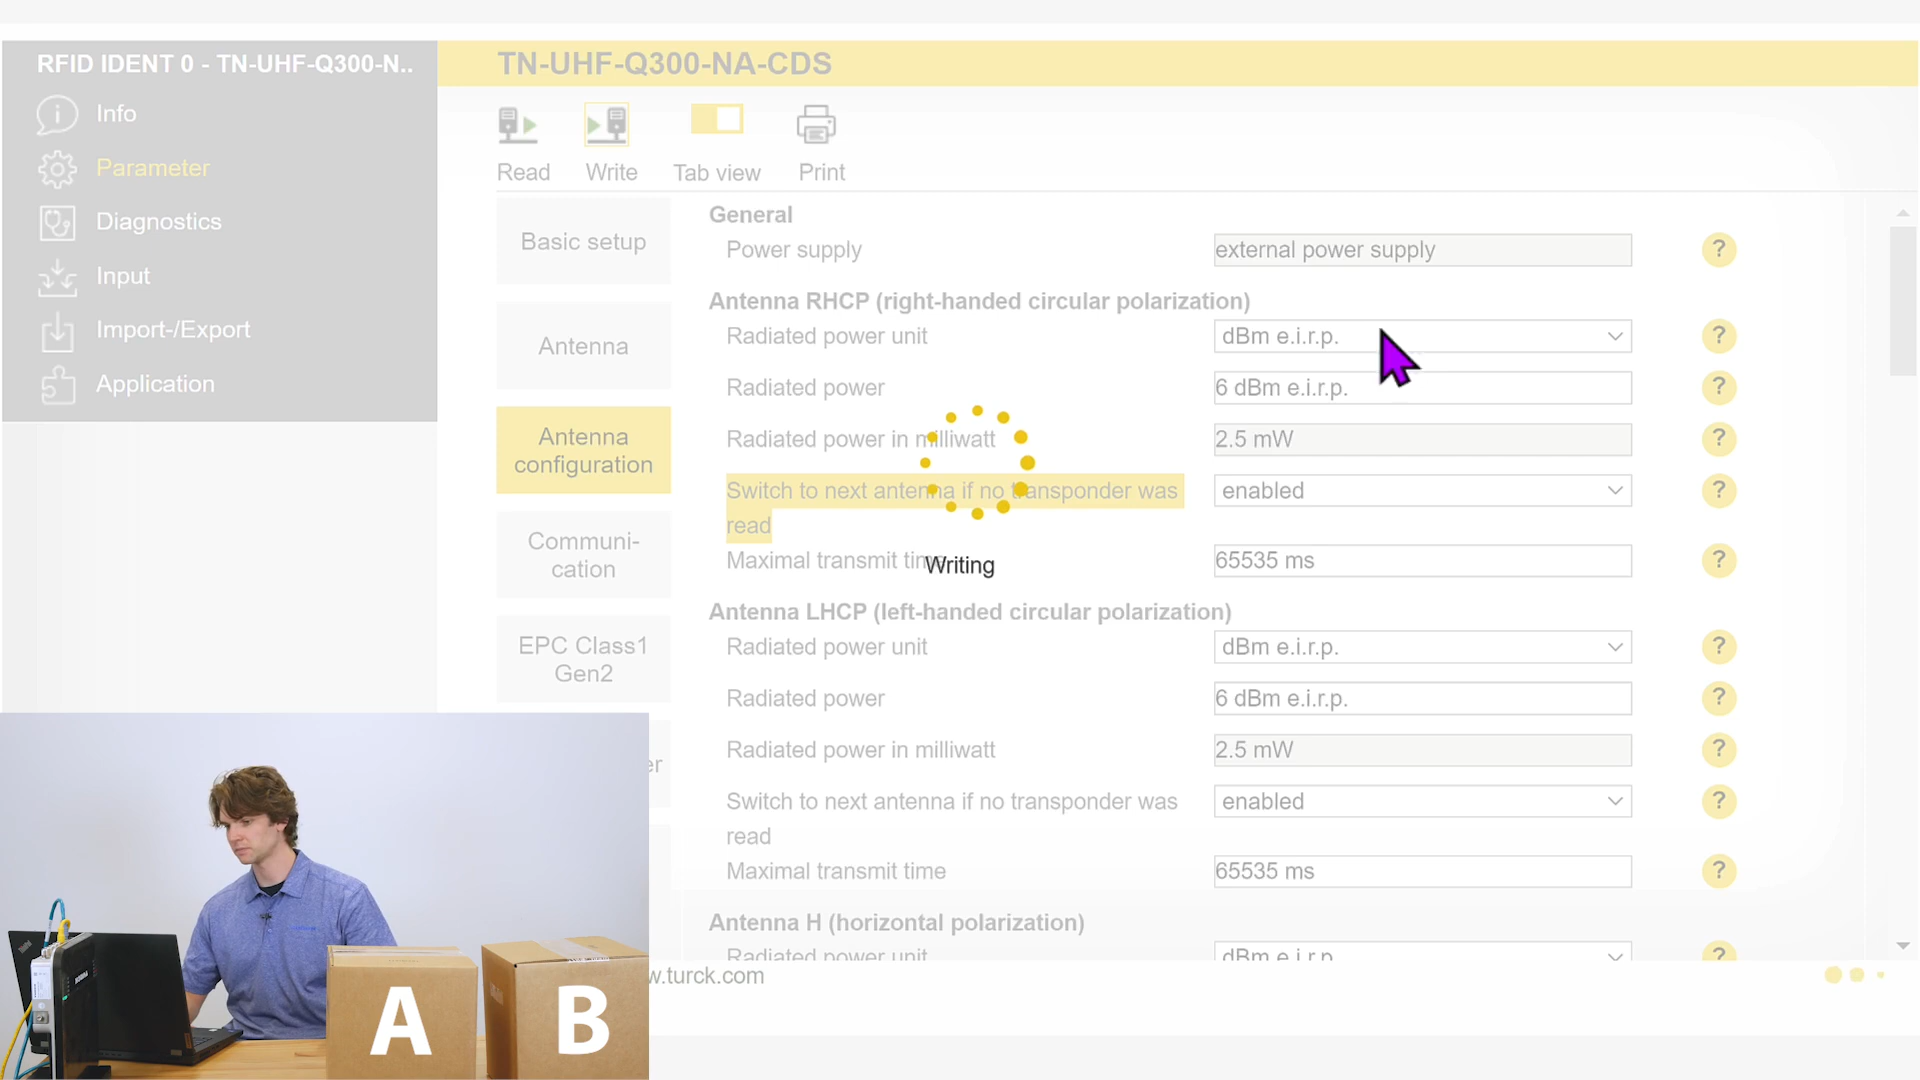 RFID IDENT 0 - TN-UHF-Q300-N..
TN-UHF-Q300-NA-CDS
Info
Parameter
Diagnostics
Input
Import-/Export
Application
Read
Write
Tab view
Print
Basic setup
Antenna
Antenna
configuration
Communi-
cation
EPC Class1
Gen2
er
General
Power supply
external power supply
?
Antenna RHCP (right-handed circular polarization)
Radiated power unit
dBm e.i.r.p.
?
Radiated power
6 dBm e.i.r.p.
?
Radiated power in milliwatt
2.5 mW
?
Switch to next antenna if no transponder was
read
enabled
?
Maximal transmit time
65535 ms
?
Writing
Antenna LHCP (left-handed circular polarization)
Radiated power unit
dBm e.i.r.p.
?
Radiated power
6 dBm e.i.r.p.
?
Radiated power in milliwatt
2.5 mW
?
Switch to next antenna if no transponder was
read
enabled
?
Maximal transmit time
65535 ms
?
Antenna H (horizontal polarization)
Radiated power unit
dBm e.i.r.p.
?
w.turck.com
A
B